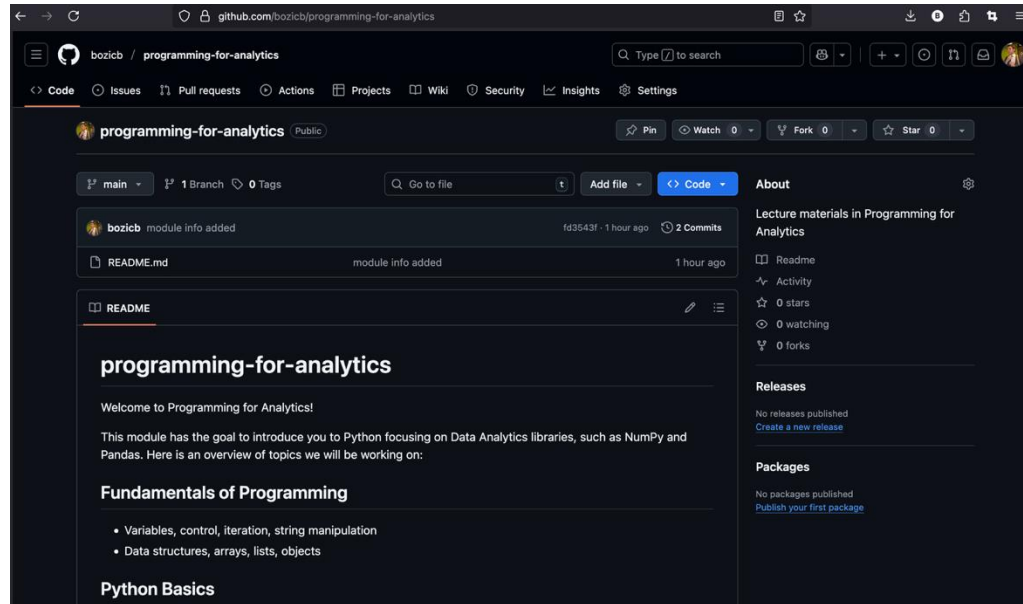 github.com/bozicb/programming-for-analytics
bozicb / programming-for-analytics
Type / to search
Code Issues Pull requests Actions Projects Wiki Security Insights Settings
programming-for-analytics Public
Pin Watch 0 Fork 0 Star 0
main 1 Branch 0 Tags
Go to file t
Add file Code
bozicb module info added fd3543f · 1 hour ago 2 Commits
README.md module info added 1 hour ago
README
programming-for-analytics
Welcome to Programming for Analytics!
This module has the goal to introduce you to Python focusing on Data Analytics libraries, such as NumPy and
Pandas. Here is an overview of topics we will be working on:
Fundamentals of Programming
• Variables, control, iteration, string manipulation
• Data structures, arrays, lists, objects
Python Basics
About
Lecture materials in Programming for
Analytics
Readme
Activity
0 stars
0 watching
0 forks
Releases
No releases published
Create a new release
Packages
No packages published
Publish your first package